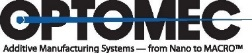 OPTOMEC
Additive Manufacturing Systems — from Nano to MACRO™